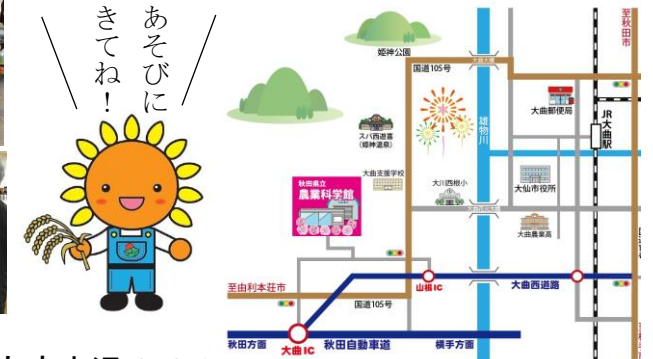 あそびに
きてね！
姫神公園
国道105号
至秋田市
大曲郵便局
JR大曲駅
スパ西遊喜
（姫神温泉）
雄物川
大曲支援学校
大川西根小
大仙市役所
秋田県立
農業科学館
大曲農業高
至由利本荘市
山根IC
大曲西道路
国道105号
秋田方面
大曲IC
秋田自動車道
横手方面